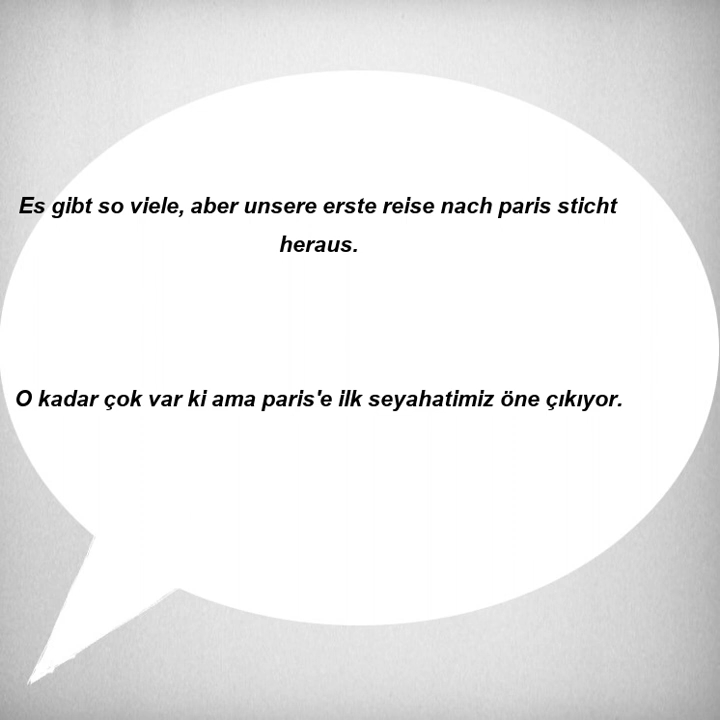 Es gibt so viele, aber unsere erste reise nach paris sticht
heraus.
O kadar çok var ki ama paris'e ilk seyahatimiz öne çıkıyor.